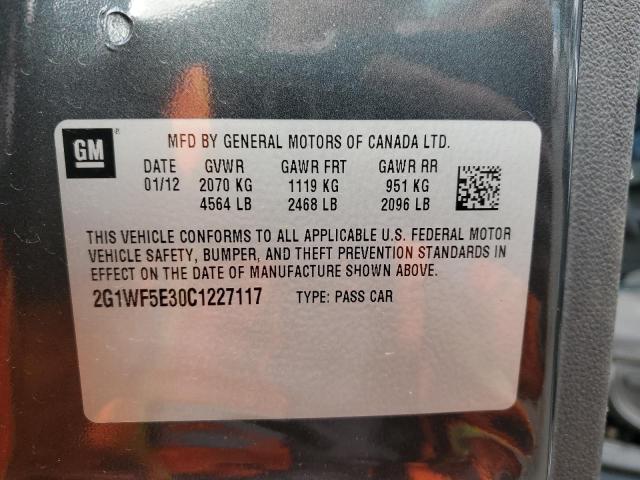 GM®
MFD BY GENERAL MOTORS OF CANADA LTD.
DATE GVWR GAWR FRT GAWR RR
01/12 2070 KG 1119 KG 951 KG
4564 LB 2468 LB 2096 LB
THIS VEHICLE CONFORMS TO ALL APPLICABLE U.S. FEDERAL MOTOR
VEHICLE SAFETY, BUMPER, AND THEFT PREVENTION STANDARDS IN
EFFECT ON THE DATE OF MANUFACTURE SHOWN ABOVE.
2G1WF5E30C1227117 TYPE: PASS CAR